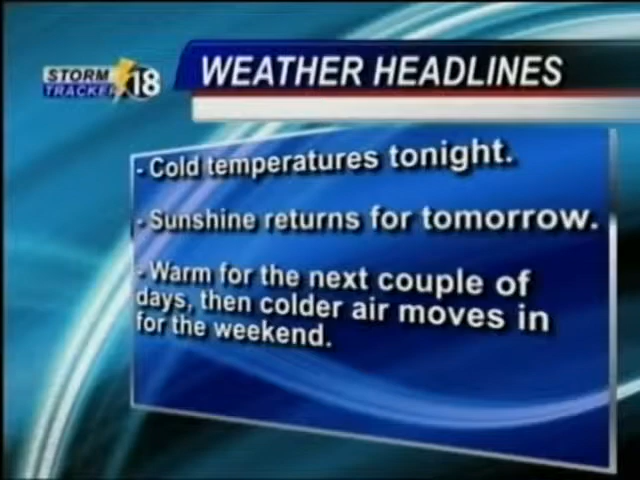 STORM
TRACKER 18
WEATHER HEADLINES
- Cold temperatures tonight.
- Sunshine returns for tomorrow.
- Warm for the next couple of
days, then colder air moves in
for the weekend.